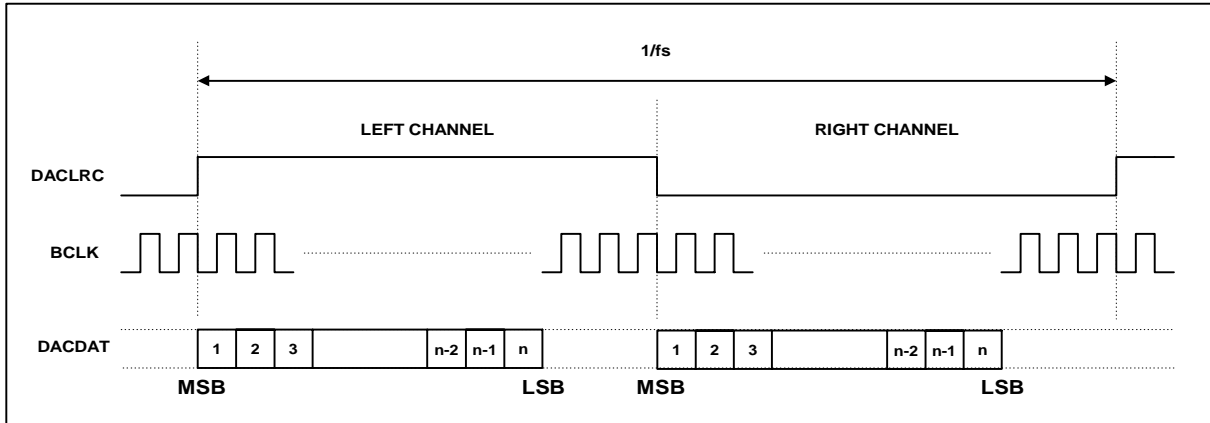 1/fs
LEFT CHANNEL RIGHT CHANNEL
DACLRC
BCLK
DACDAT 1 2 3 n-2 n-1 n 1 2 3 n-2 n-1 n
MSB LSB MSB LSB